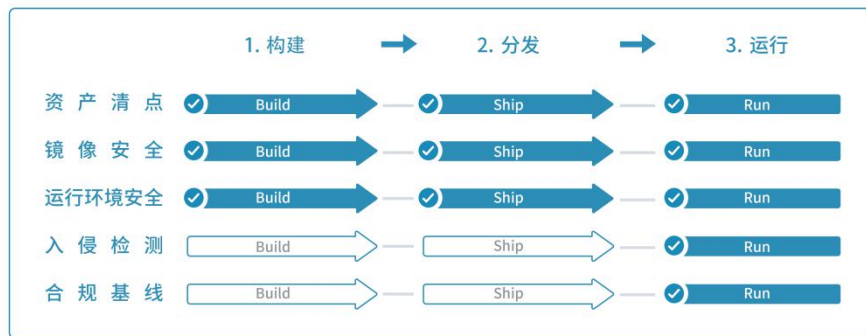 1. 构建 2. 分发 3. 运行
资产清点 Build Ship Run
镜像安全 Build Ship Run
运行环境安全 Build Ship Run
入侵检测 Build Ship Run
合规基线 Build Ship Run